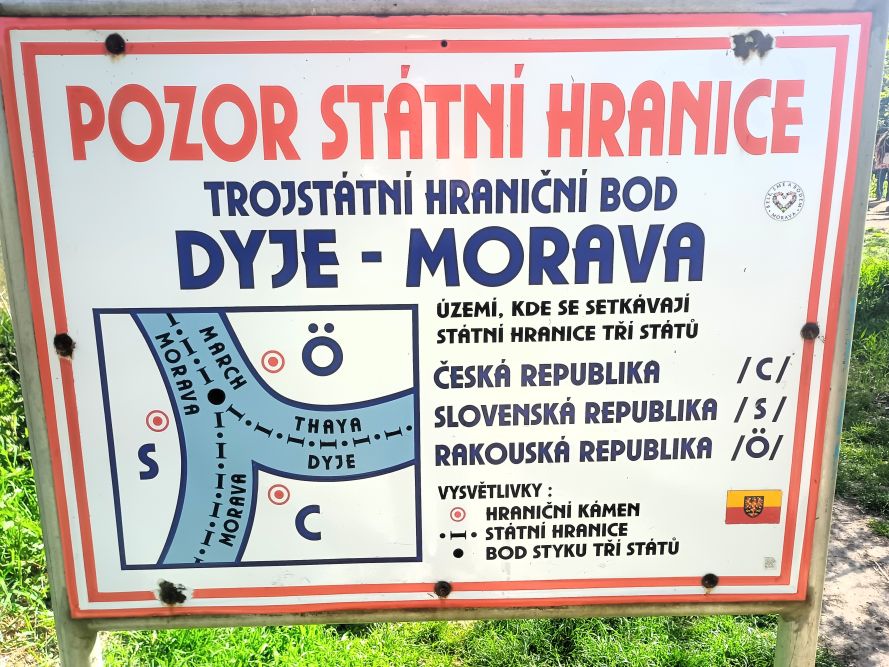 POZOR STÁTNÍ HRANICE
TROJSTÁTNÍ HRANIČNÍ BOD
DYJE - MORAVA
MORAVA
MARCH
Ö
THAYA
DYJE
S
MORAVA
C
ÚZEMÍ, KDE SE SETKÁVAJÍ
STÁTNÍ HRANICE TŘÍ STÁTŮ
ČESKÁ REPUBLIKA /C/
SLOVENSKÁ REPUBLIKA /S/
RAKOUSKÁ REPUBLIKA /Ö/
VYSVĚTLIVKY :
HRANIČNÍ KÁMEN
STÁTNÍ HRANICE
BOD STYKU TŘÍ STÁTŮ
MORAVA